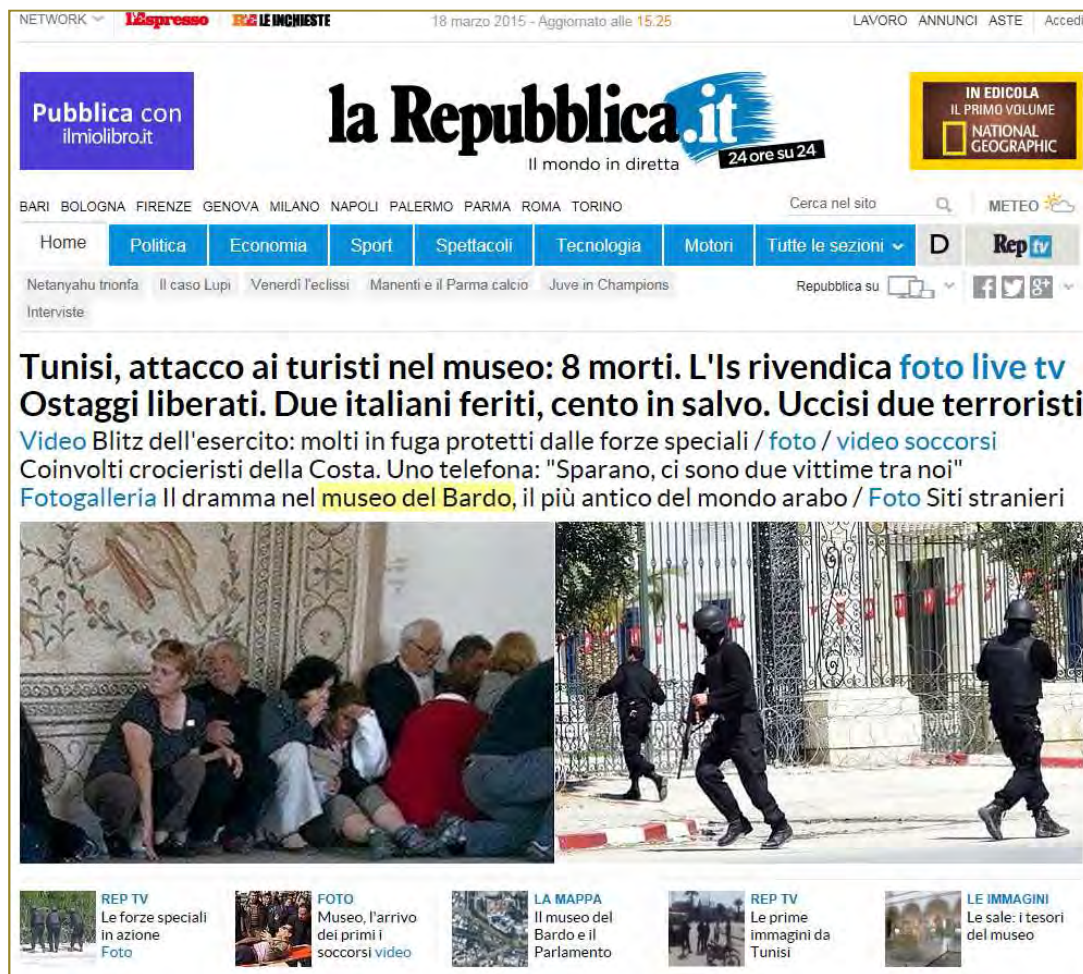 NETWORK L'Espresso RE LE INCHIESTE 18 marzo 2015 - Aggiornato alle 15.25 LAVORO ANNUNCI ASTE Accedi
Pubblica con
ilmiolibro.it
la Repubblica.it
Il mondo in diretta
24 ore su 24
IN EDICOLA
IL PRIMO VOLUME
NATIONAL
GEOGRAPHIC
BARI BOLOGNA FIRENZE GENOVA MILANO NAPOLI PALERMO PARMA ROMA TORINO
Cerca nel sito METEO
Home Politica Economia Sport Spettacoli Tecnologia Motori Tutte le sezioni D Rep tv
Netanyahu trionfa Il caso Lupi Venerdì l'eclissi Manenti e il Parma calcio Juve in Champions
Repubblica su
Interviste
Tunisi, attacco ai turisti nel museo: 8 morti. L'Is rivendica foto live tv
Ostaggi liberati. Due italiani feriti, cento in salvo. Uccisi due terroristi
Video Blitz dell'esercito: molti in fuga protetti dalle forze speciali / foto / video soccorsi
Coinvolti crocieristi della Costa. Uno telefona: "Sparano, ci sono due vittime tra noi"
Fotogalleria Il dramma nel museo del Bardo, il più antico del mondo arabo / Foto Siti stranieri
REP TV
Le forze speciali
in azione
Foto
FOTO
Museo, l'arrivo
dei primi i
soccorsi video
LA MAPPA
Il museo del
Bardo e il
Parlamento
REP TV
Le prime
immagini da
Tunisi
LE IMMAGINI
Le sale: i tesori
del museo